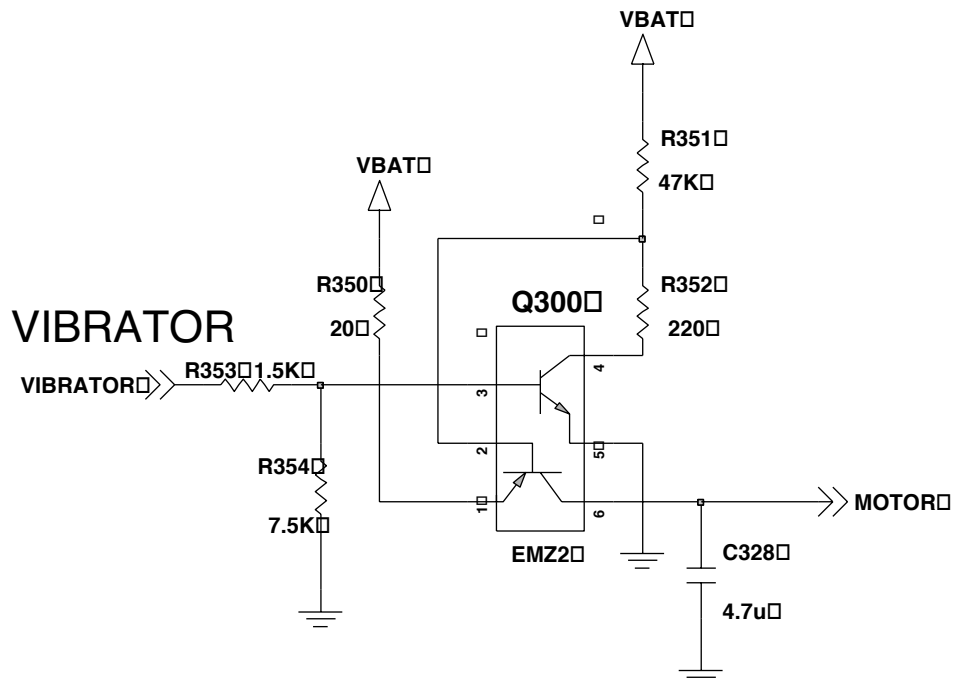 VBAT□
R351□
47K□
VBAT□
R350□
20□
R352□
220□
Q300□
VIBRATOR
VIBRATOR□
R353□1.5K□
R354□
7.5K□
4
3
2
5
1
6
EMZ2□
MOTOR□
C328□
4.7u□